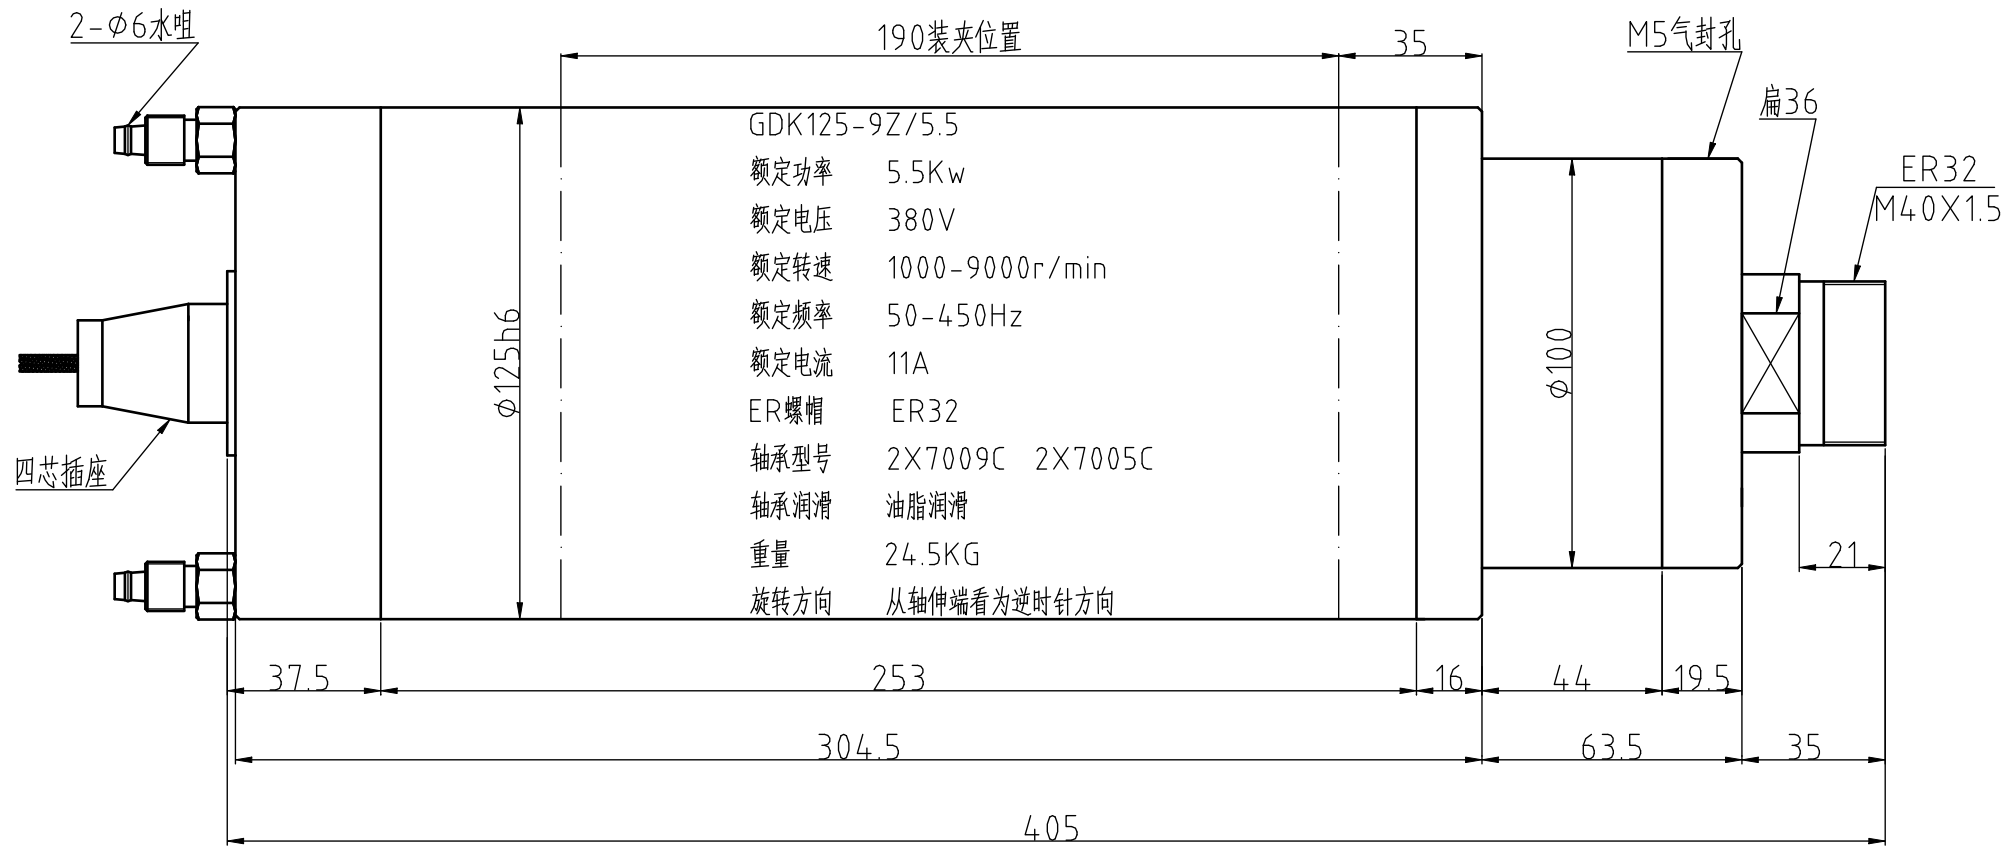 2-ϕ6水咀
190装夹位置
35
M5气封孔
扁36
ER32
M40X1.5
GDK125-9Z/5.5
额定功率 5.5Kw
额定电压 380V
额定转速 1000-9000r/min
额定频率 50-450Hz
额定电流 11A
ER螺帽 ER32
轴承型号 2X7009C 2X7005C
轴承润滑 油脂润滑
重量 24.5KG
旋转方向 从轴伸端看为逆时针方向
ϕ125h6
ϕ100
四芯插座
21
37.5
253
16
44
19.5
304.5
63.5
35
405